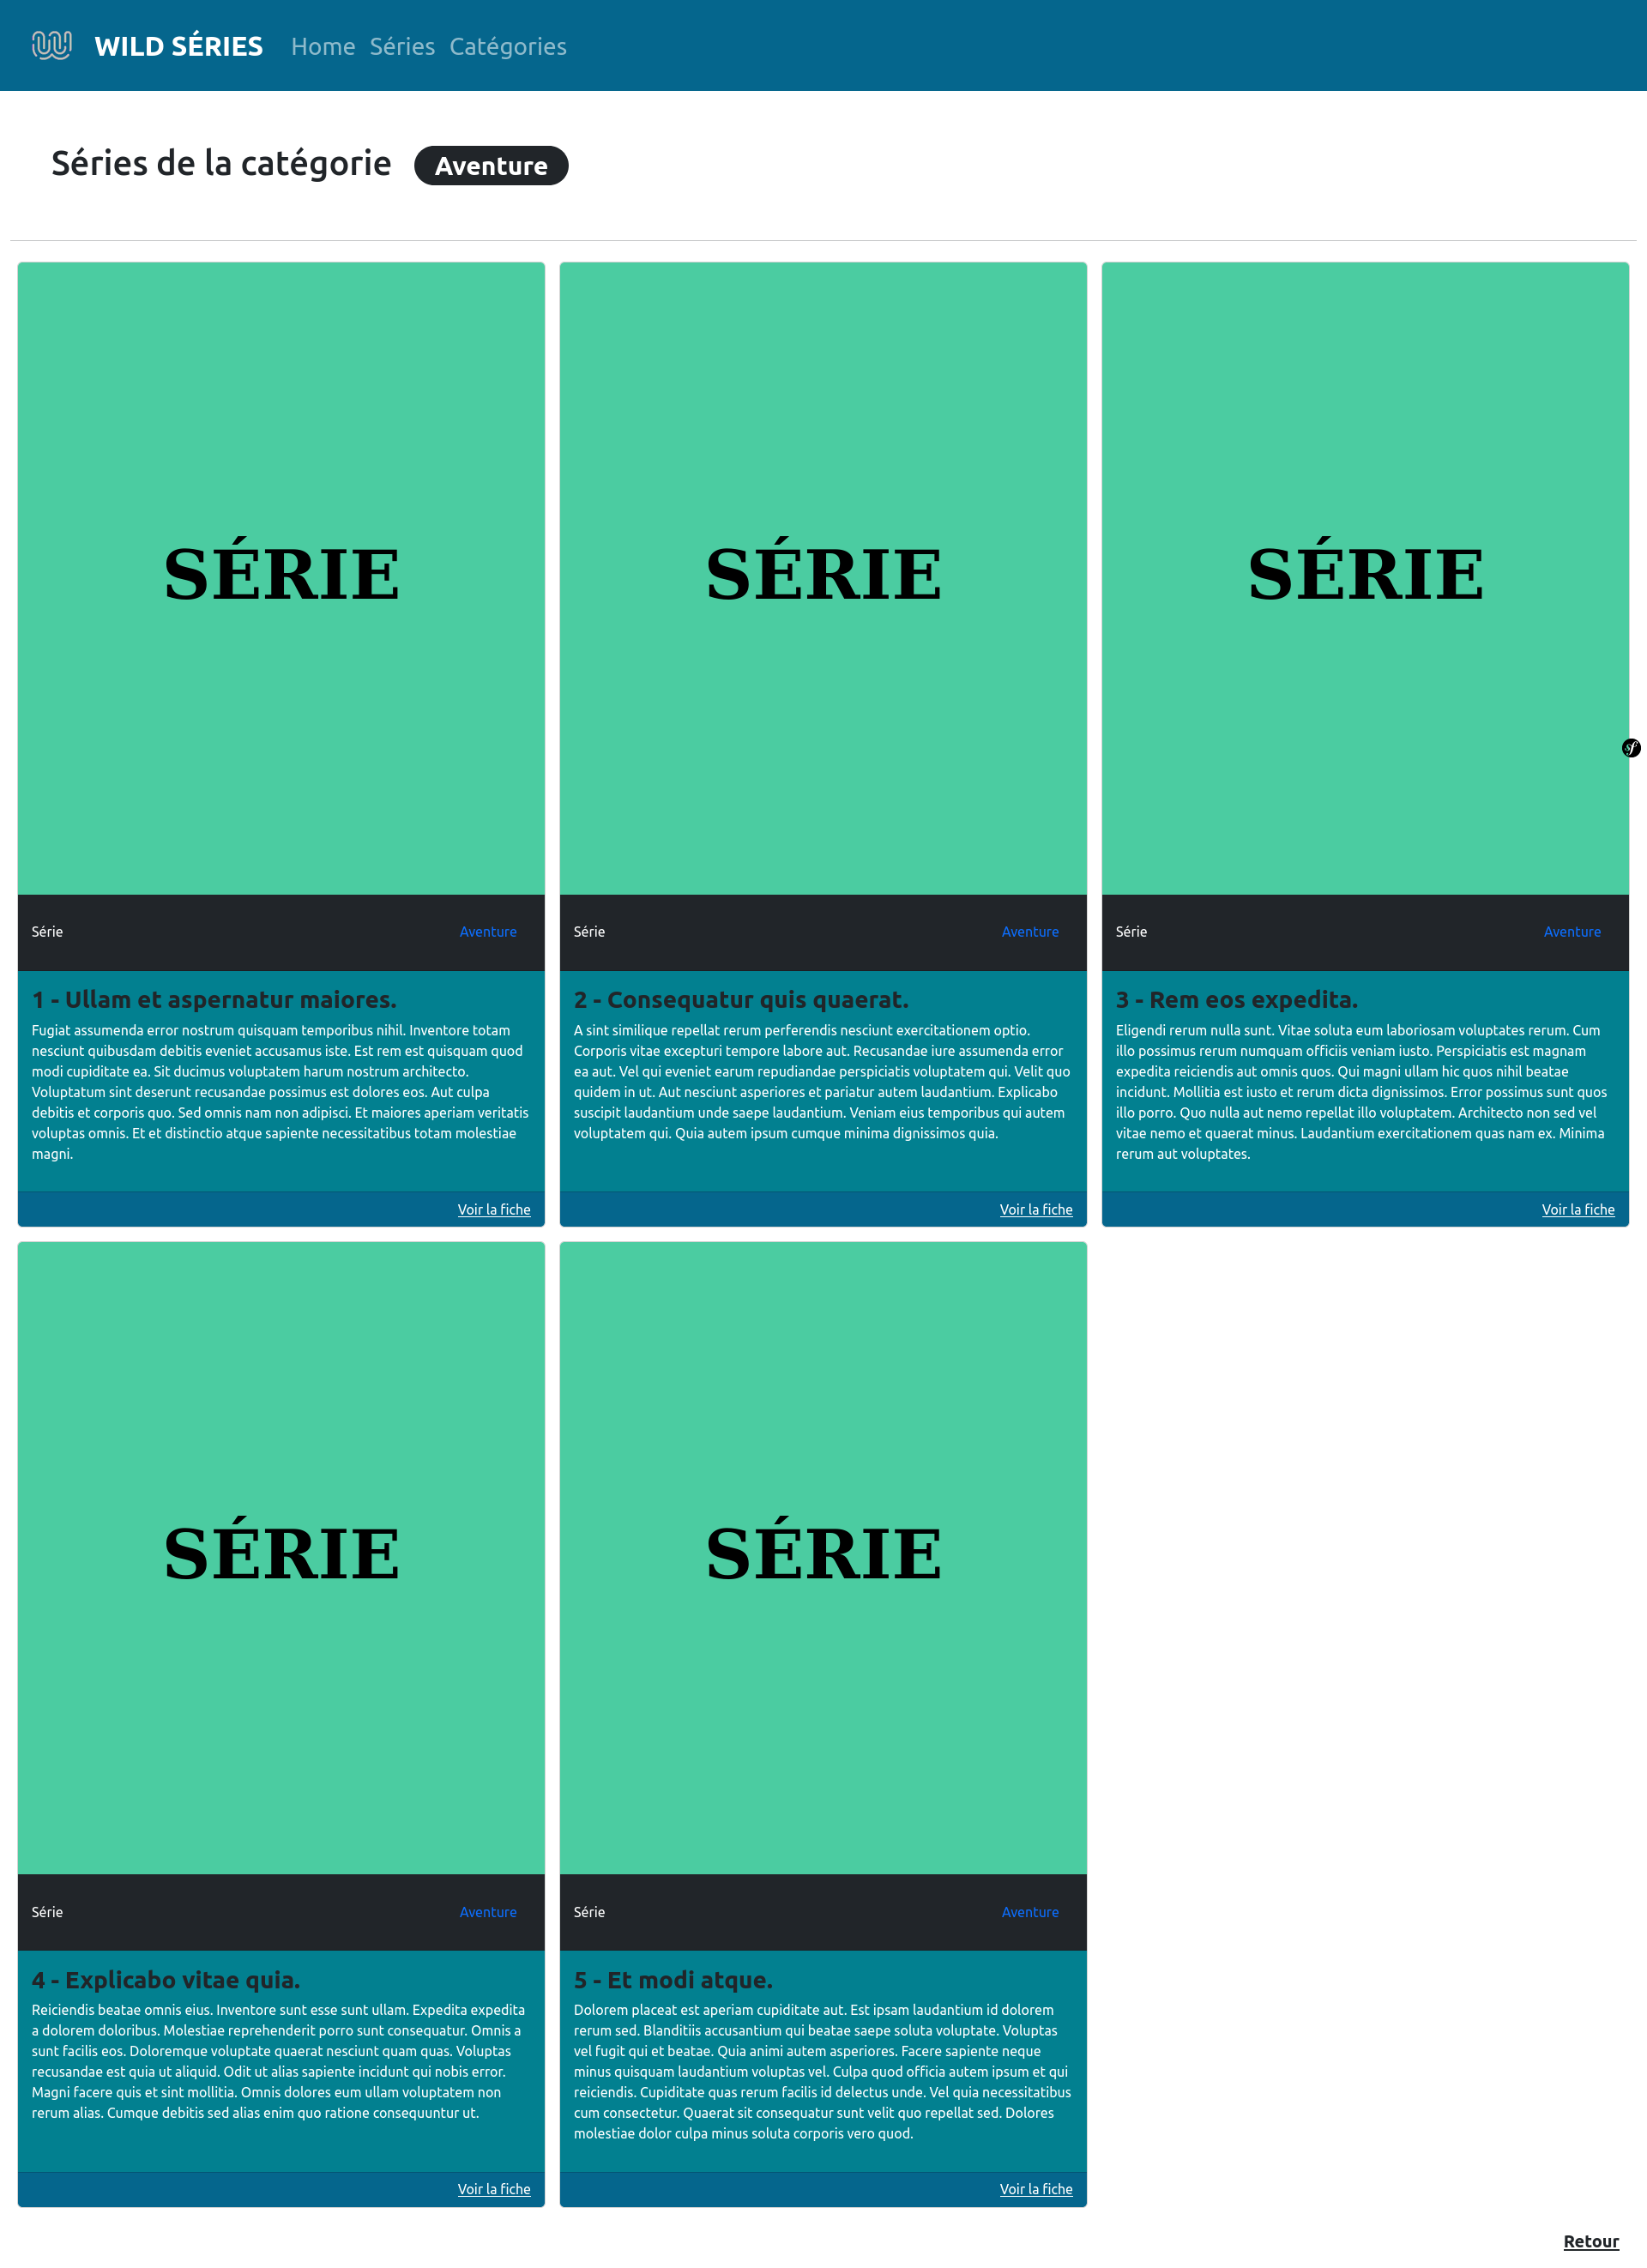 WILD SÉRIES Home Séries Catégories
Séries de la catégorie Aventure
SÉRIE
Série Aventure
1 - Ullam et aspernatur maiores.
Fugiat assumenda error nostrum quisquam temporibus nihil. Inventore totam
nesciunt quibusdam debitis eveniet accusamus iste. Est rem est quisquam quod
modi cupiditate ea. Sit ducimus voluptatem harum nostrum architecto.
Voluptatum sint deserunt recusandae possimus est dolores eos. Aut culpa
debitis et corporis quo. Sed omnis nam non adipisci. Et maiores aperiam veritatis
voluptas omnis. Et et distinctio atque sapiente necessitatibus totam molestiae
magni.
Voir la fiche
SÉRIE
Série Aventure
2 - Consequatur quis quaerat.
A sint similique repellat rerum perferendis nesciunt exercitationem optio.
Corporis vitae excepturi tempore labore aut. Recusandae iure assumenda error
ea aut. Vel qui eveniet earum repudiandae perspiciatis voluptatem qui. Velit quo
quidem in ut. Aut nesciunt asperiores et pariatur autem laudantium. Explicabo
suscipit laudantium unde saepe laudantium. Veniam eius temporibus qui autem
voluptatem qui. Quia autem ipsum cumque minima dignissimos quia.
Voir la fiche
SÉRIE
Série Aventure
3 - Rem eos expedita.
Eligendi rerum nulla sunt. Vitae soluta eum laboriosam voluptates rerum. Cum
illo possimus rerum numquam officiis veniam iusto. Perspiciatis est magnam
expedita reiciendis aut omnis quos. Qui magni ullam hic quos nihil beatae
incidunt. Mollitia est iusto et rerum dicta dignissimos. Error possimus sunt quos
illo porro. Quo nulla aut nemo repellat illo voluptatem. Architecto non sed vel
vitae nemo et quaerat minus. Laudantium exercitationem quas nam ex. Minima
rerum aut voluptates.
Voir la fiche
SÉRIE
Série Aventure
4 - Explicabo vitae quia.
Reiciendis beatae omnis eius. Inventore sunt esse sunt ullam. Expedita expedita
a dolorem doloribus. Molestiae reprehenderit porro sunt consequatur. Omnis a
sunt facilis eos. Doloremque voluptate quaerat nesciunt quam quas. Voluptas
recusandae est quia ut aliquid. Odit ut alias sapiente incidunt qui nobis error.
Magni facere quis et sint mollitia. Omnis dolores eum ullam voluptatem non
rerum alias. Cumque debitis sed alias enim quo ratione consequuntur ut.
Voir la fiche
SÉRIE
Série Aventure
5 - Et modi atque.
Dolorem placeat est aperiam cupiditate aut. Est ipsam laudantium id dolorem
rerum sed. Blanditiis accusantium qui beatae saepe soluta voluptate. Voluptas
vel fugit qui et beatae. Quia animi autem asperiores. Facere sapiente neque
minus quisquam laudantium voluptas vel. Culpa quod officia autem ipsum et qui
reiciendis. Cupiditate quas rerum facilis id delectus unde. Vel quia necessitatibus
cum consectetur. Quaerat sit consequatur sunt velit quo repellat sed. Dolores
molestiae dolor culpa minus soluta corporis vero quod.
Voir la fiche
Retour